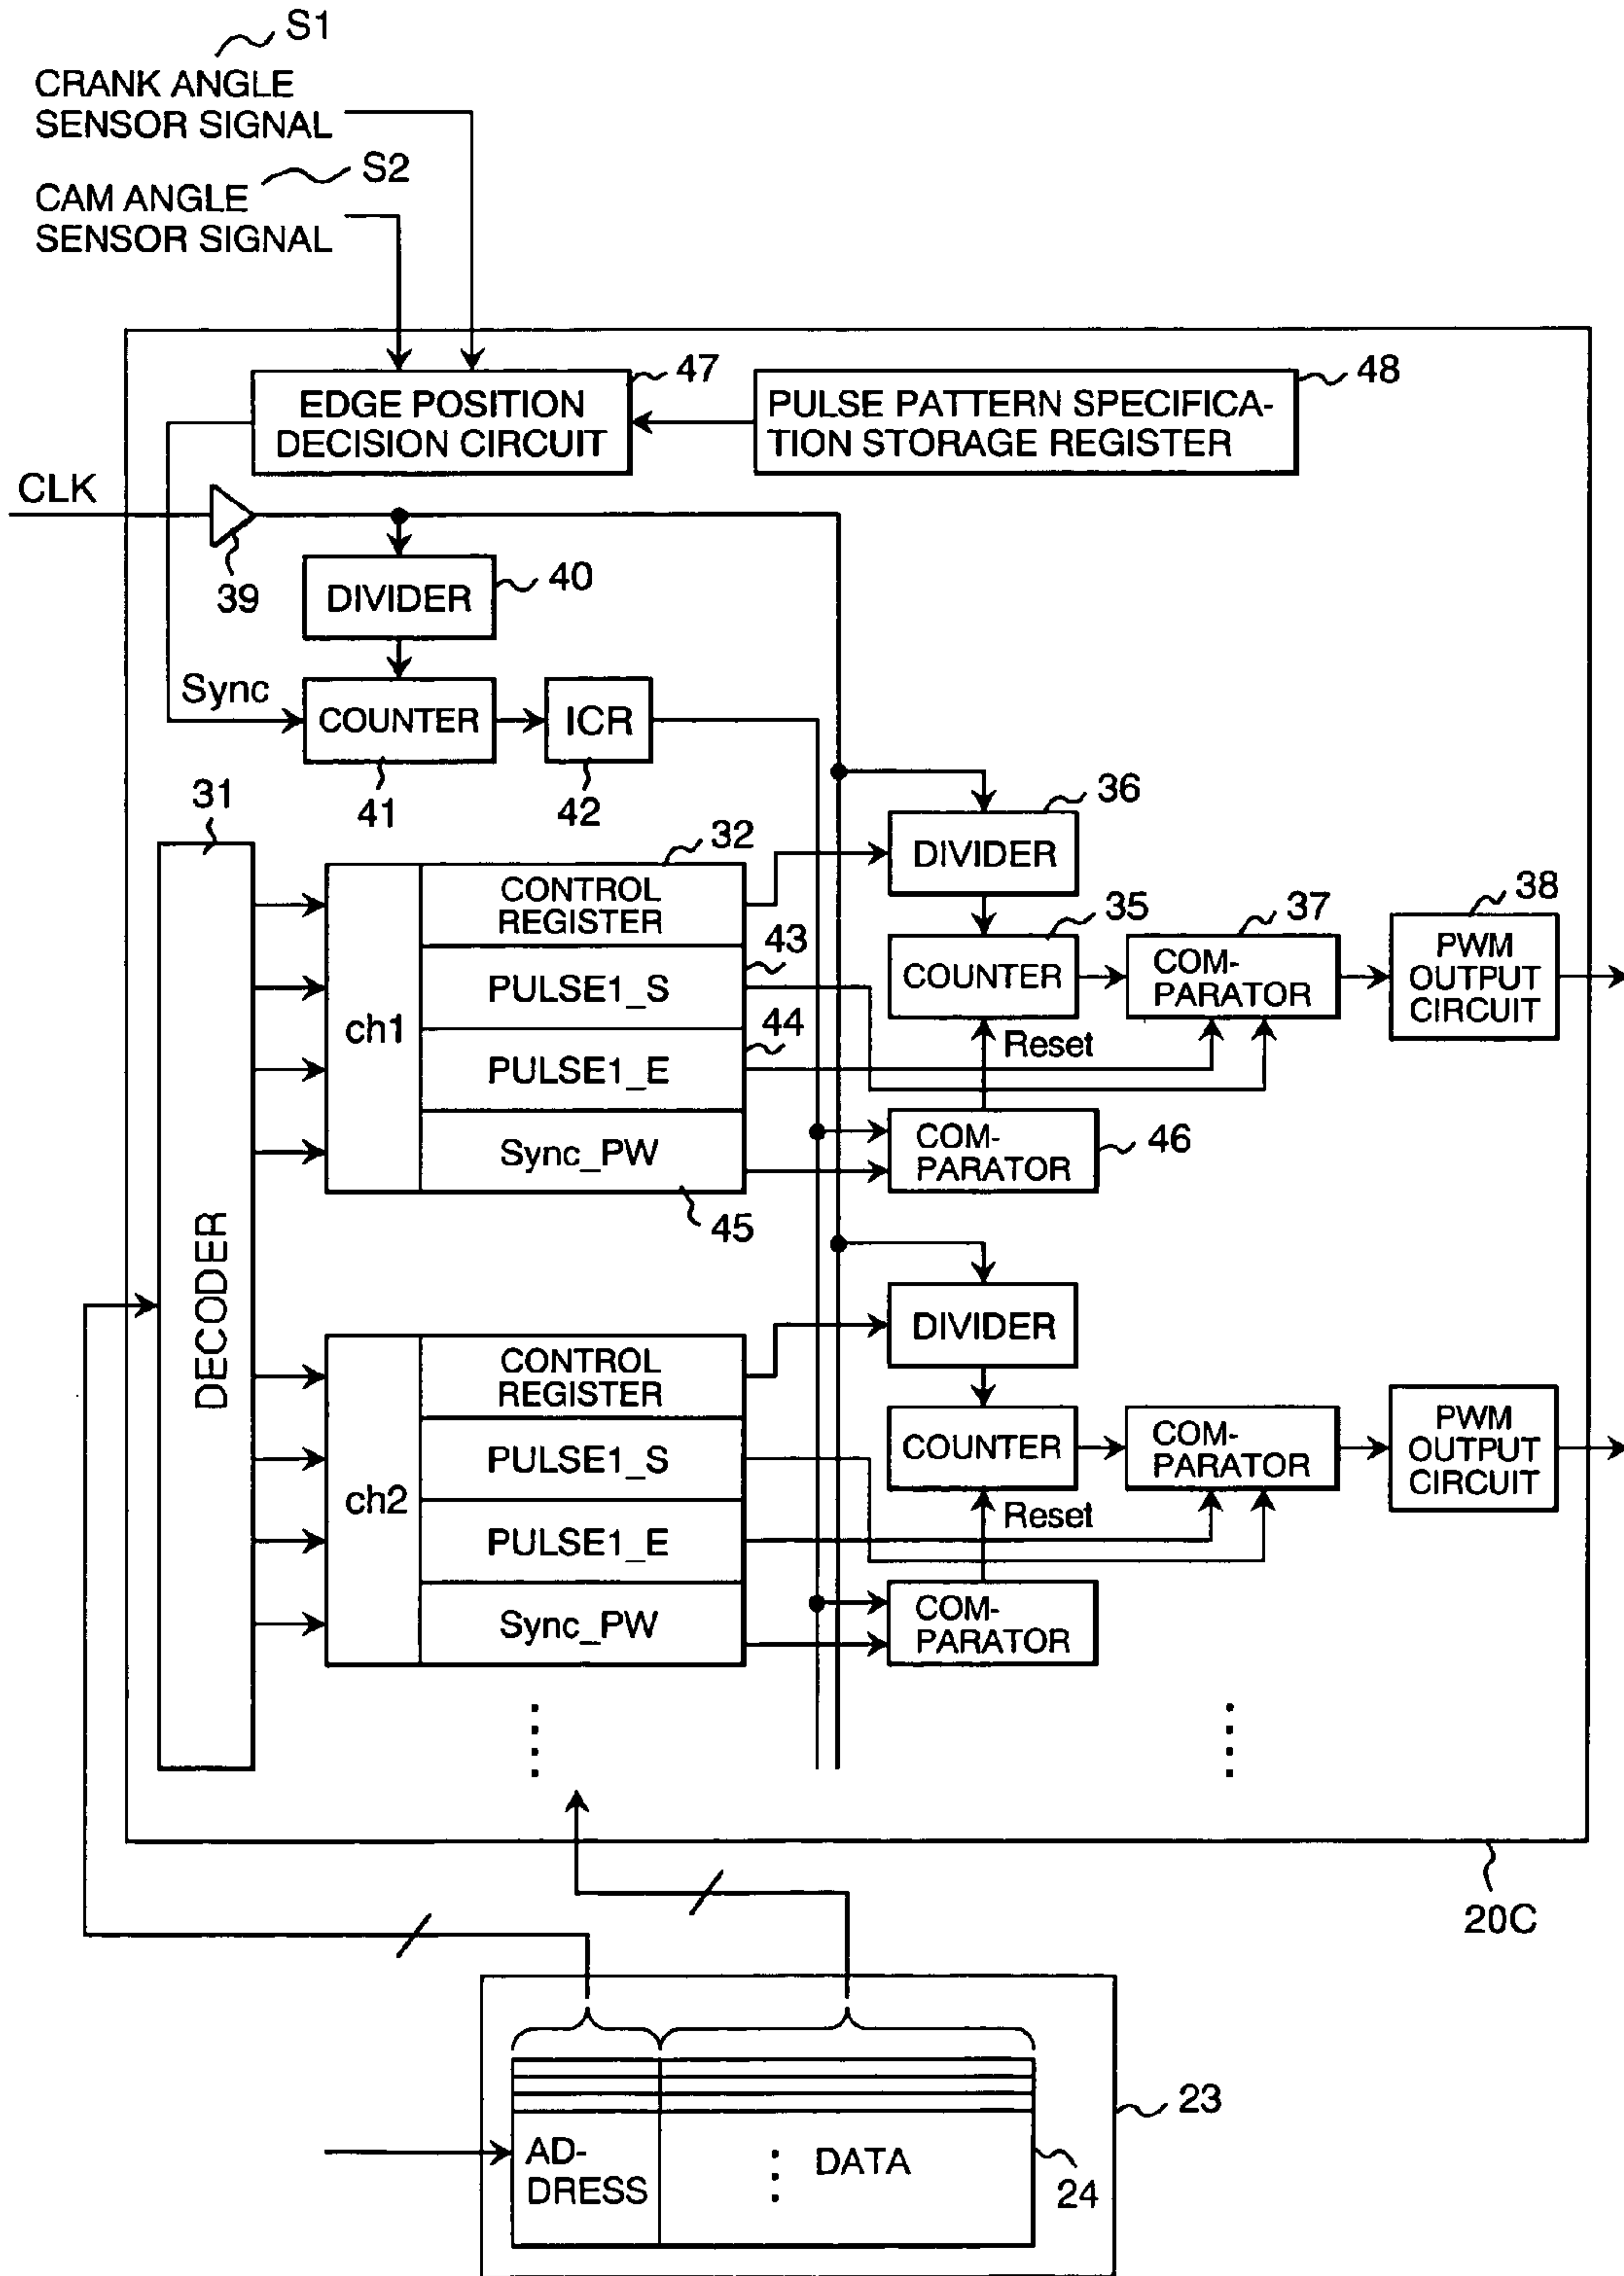 S1
CRANK ANGLE
SENSOR SIGNAL
S2
CAM ANGLE
SENSOR SIGNAL
47
48
EDGE POSITION
DECISION CIRCUIT
PULSE PATTERN SPECIFICA-
TION STORAGE REGISTER
CLK
39
40
DIVIDER
Sync
COUNTER
ICR
41
42
31
DECODER
32
ch1
CONTROL
REGISTER
43
PULSE1_S
44
PULSE1_E
Sync_PW
45
36
DIVIDER
35
COUNTER
37
COM-
PARATOR
38
PWM
OUTPUT
CIRCUIT
Reset
COM-
PARATOR
46
ch2
CONTROL
REGISTER
PULSE1_S
PULSE1_E
Sync_PW
DIVIDER
COUNTER
COM-
PARATOR
PWM
OUTPUT
CIRCUIT
Reset
COM-
PARATOR
20C
23
AD-
DRESS
DATA
24